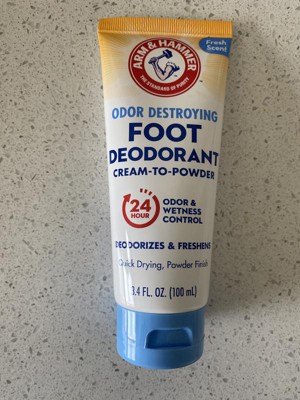 Fresh
Scent
ARM & HAMMER
THE STANDARD OF PURITY
ODOR DESTROYING
FOOT
DEODORANT
CREAM-TO-POWDER
24
HOUR
ODOR &
WETNESS
CONTROL
DEODORIZES & FRESHENS
Quick Drying, Powder Finish
3.4 FL. OZ. (100 mL)